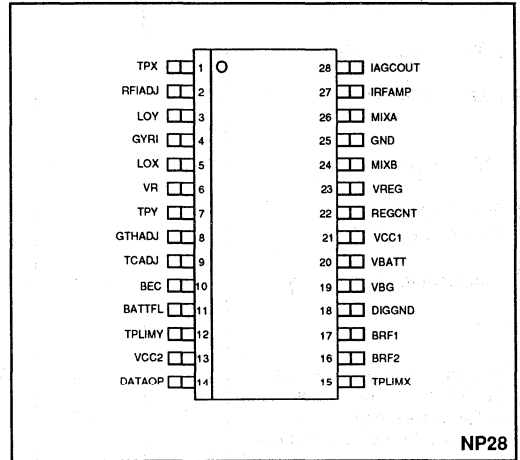 TPX 1 28 IAGCOUT
RFIADJ 2 27 IRFAMP
LOY 3 26 MIXA
GYRI 4 25 GND
LOX 5 24 MIXB
VR 6 23 VREG
TPY 7 22 REGCNT
GTHADJ 8 21 VCC1
TCADJ 9 20 VBATT
BEC 10 19 VBG
BATTFL 11 18 DIGGND
TPLIMY 12 17 BRF1
VCC2 13 16 BRF2
DATAOP 14 15 TPLIMX
NP28